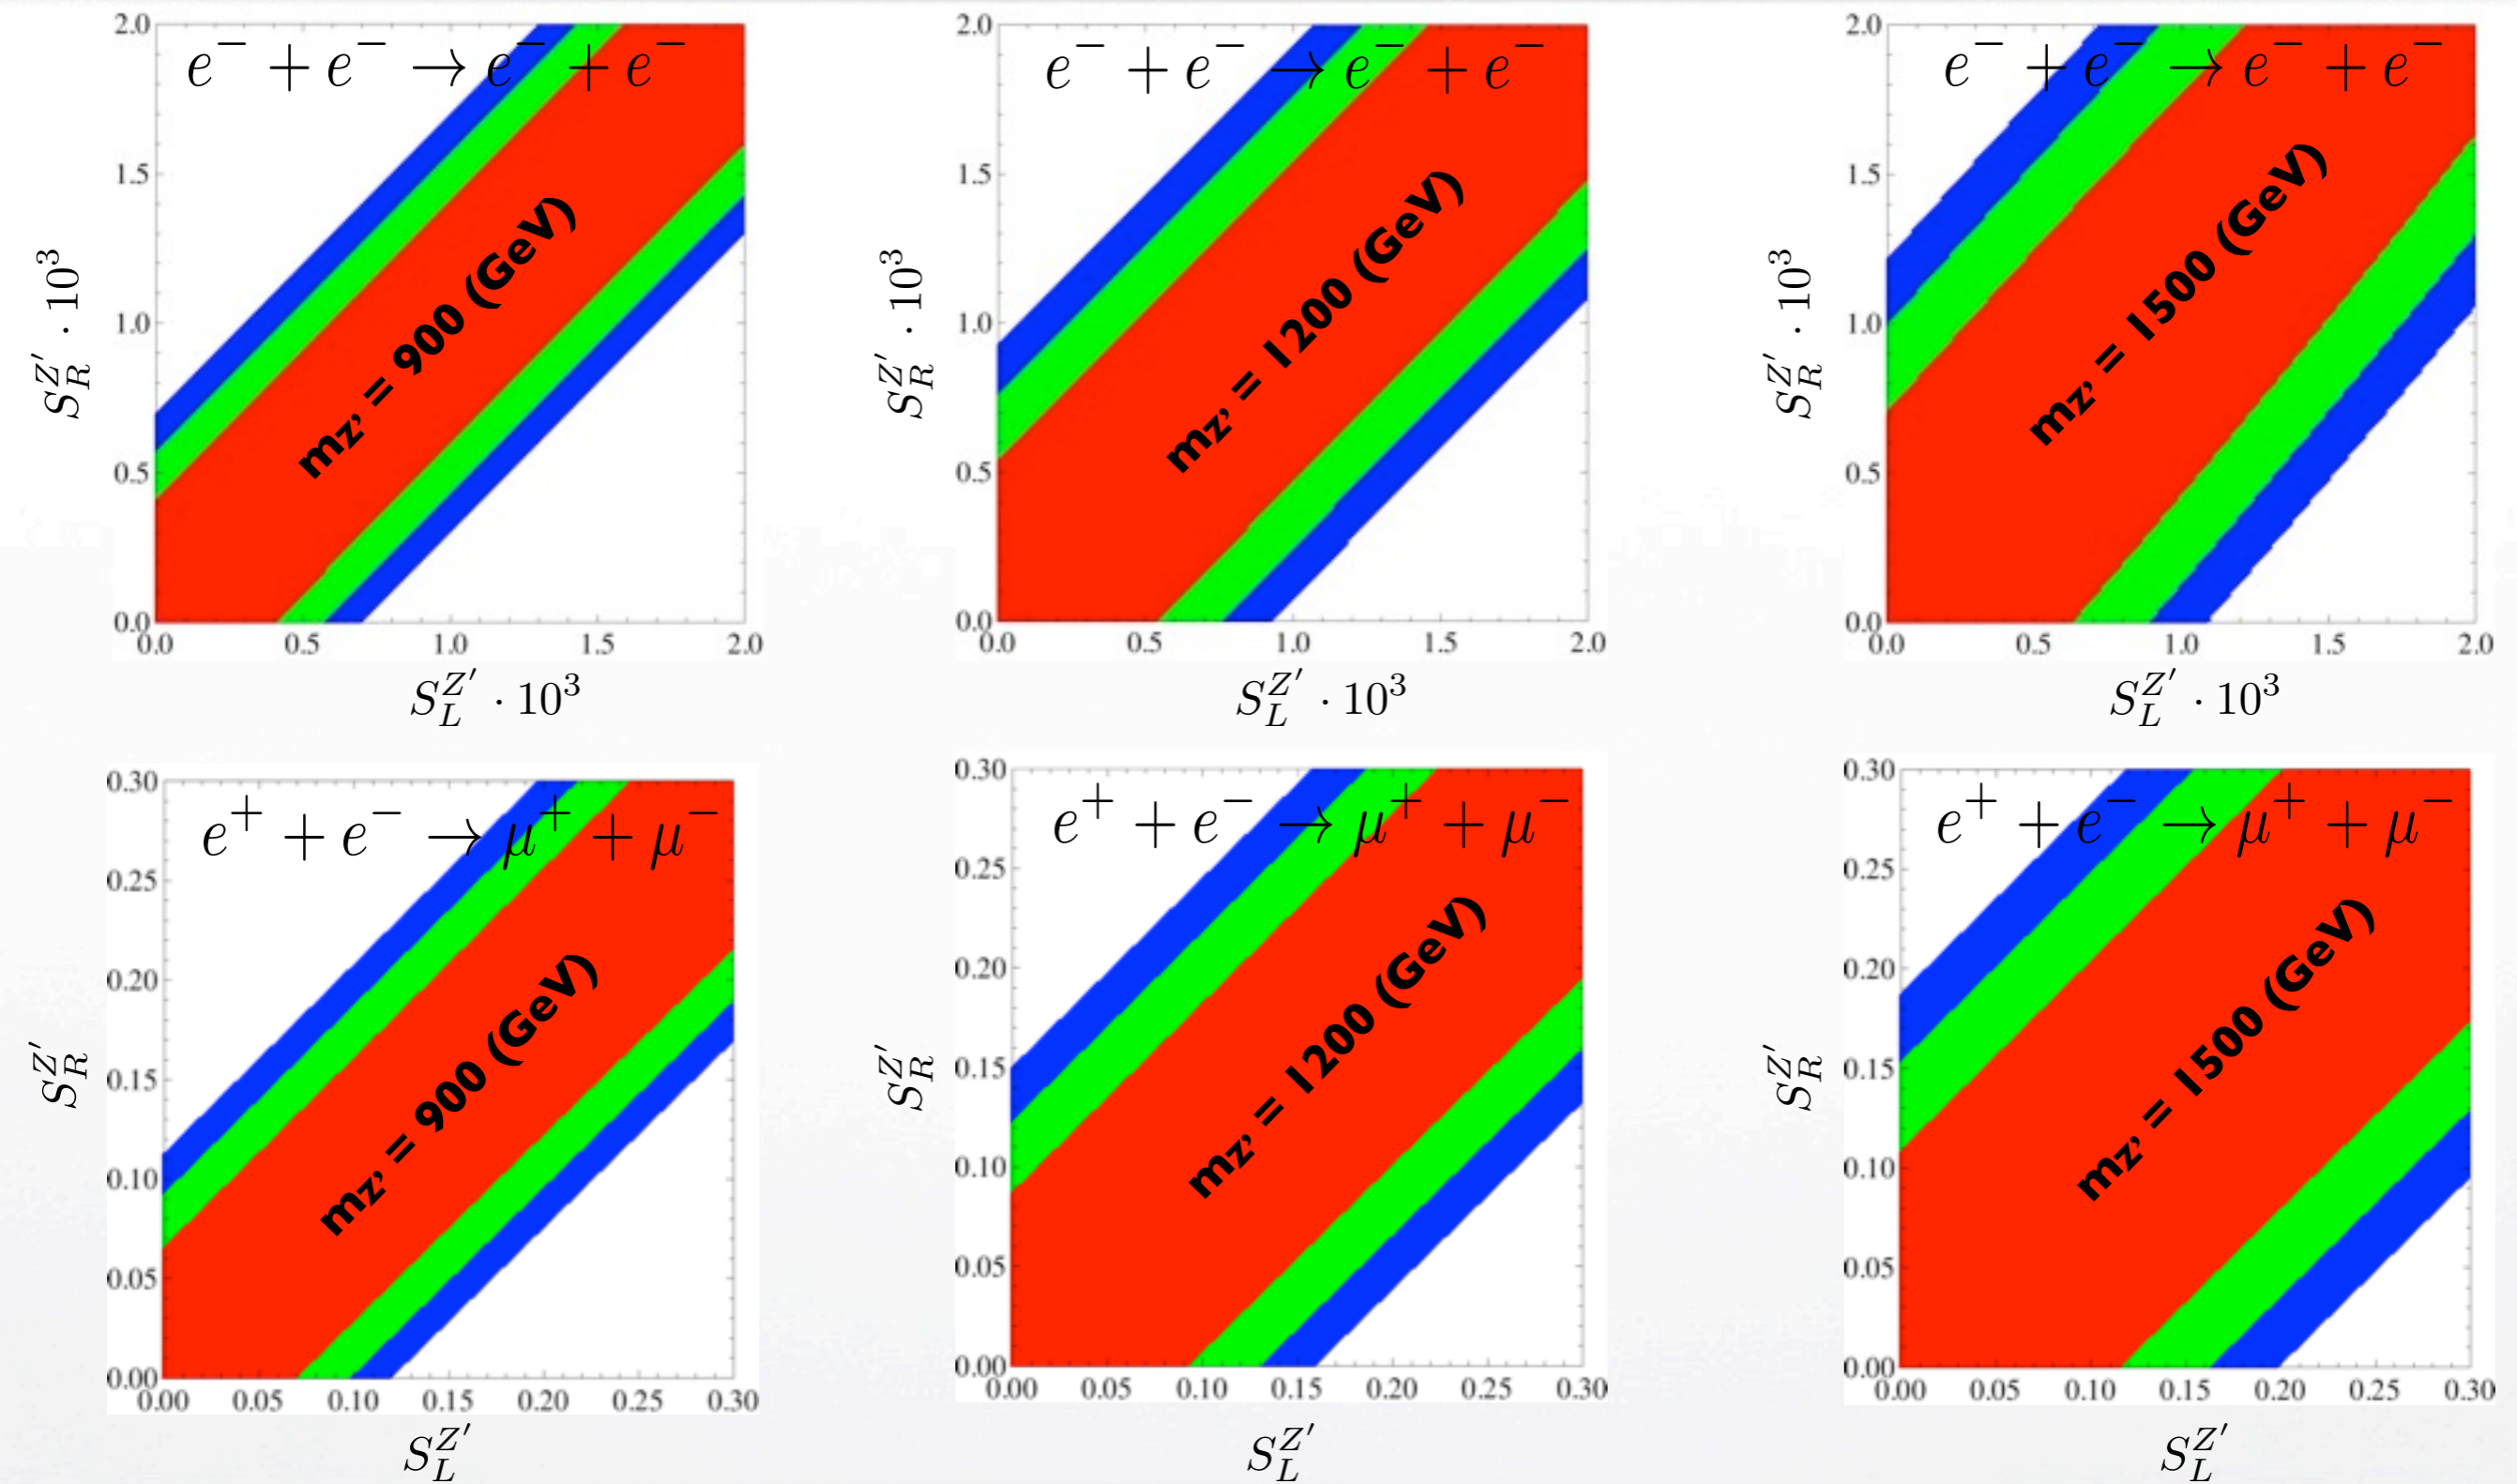 e⁻ + e⁻ → e⁻ + e⁻
mz' = 900 (GeV)
2.0
1.5
1.0
0.5
0.0
0.0 0.5 1.0 1.5 2.0
S_R^{Z'} · 10³
S_L^{Z'} · 10³
e⁻ + e⁻ → e⁻ + e⁻
mz' = 1200 (GeV)
2.0
1.5
1.0
0.5
0.0
0.0 0.5 1.0 1.5 2.0
S_R^{Z'} · 10³
S_L^{Z'} · 10³
e⁻ + e⁻ → e⁻ + e⁻
mz' = 1500 (GeV)
2.0
1.5
1.0
0.5
0.0
0.0 0.5 1.0 1.5 2.0
S_R^{Z'} · 10³
S_L^{Z'} · 10³
e⁺ + e⁻ → μ⁺ + μ⁻
mz' = 900 (GeV)
0.30
0.25
0.20
0.15
0.10
0.05
0.00
0.00 0.05 0.10 0.15 0.20 0.25 0.30
S_R^{Z'}
S_L^{Z'}
e⁺ + e⁻ → μ⁺ + μ⁻
mz' = 1200 (GeV)
0.30
0.25
0.20
0.15
0.10
0.05
0.00
0.00 0.05 0.10 0.15 0.20 0.25 0.30
S_R^{Z'}
S_L^{Z'}
e⁺ + e⁻ → μ⁺ + μ⁻
mz' = 1500 (GeV)
0.30
0.25
0.20
0.15
0.10
0.05
0.00
0.00 0.05 0.10 0.15 0.20 0.25 0.30
S_R^{Z'}
S_L^{Z'}